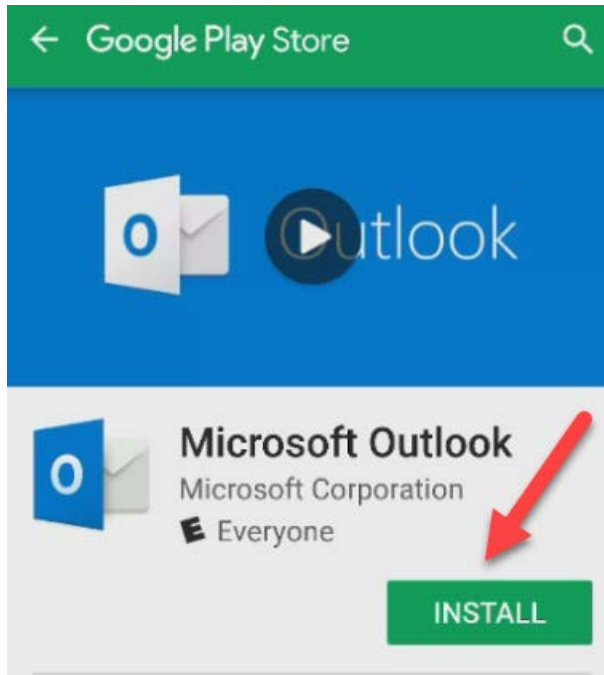 Google Play Store
O Outlook
O Microsoft Outlook
Microsoft Corporation
E Everyone
INSTALL